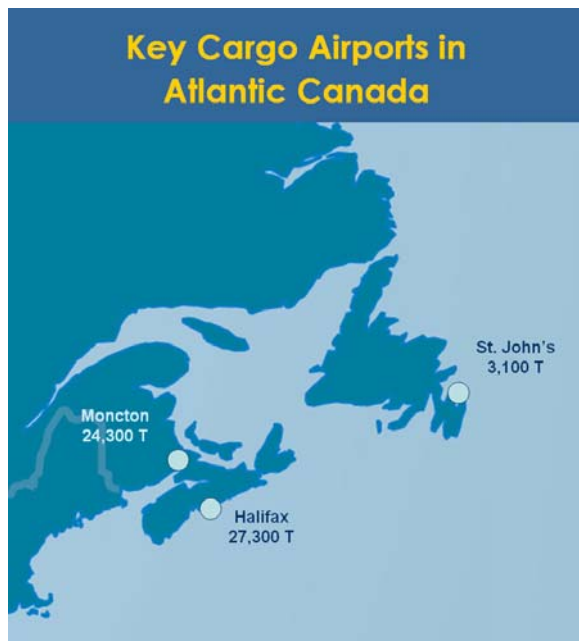 Key Cargo Airports in
Atlantic Canada
St. John's
3,100 T
Moncton
24,300 T
Halifax
27,300 T